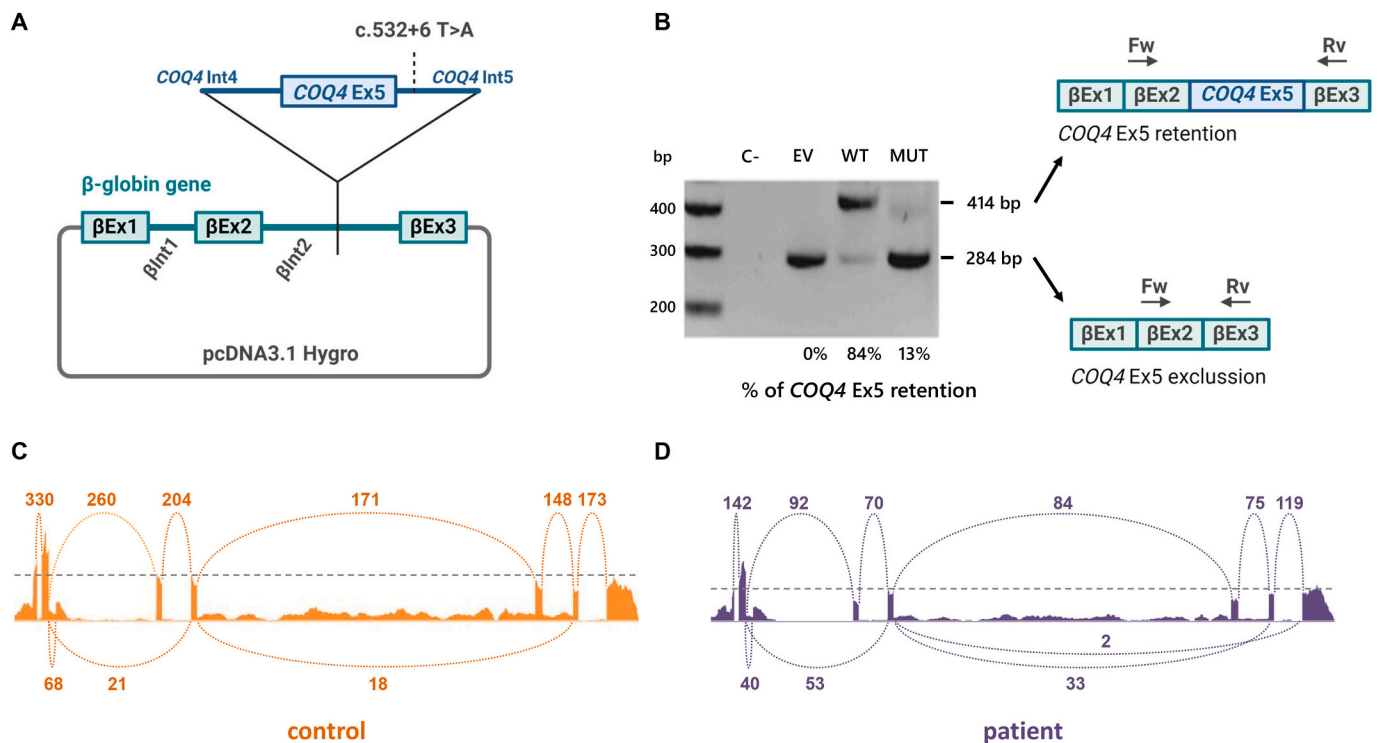 A
c.532+6 T>A
COQ4 Int4
COQ4 Ex5
COQ4 Int5
β-globin gene
βEx1
βInt1
βEx2
βInt2
βEx3
pcDNA3.1 Hygro
B
bp
C-
EV
WT
MUT
400
300
200
414 bp
284 bp
0%
84%
13%
% of COQ4 Ex5 retention
Fw
Rv
βEx1
βEx2
COQ4 Ex5
βEx3
COQ4 Ex5 retention
Fw
Rv
βEx1
βEx2
βEx3
COQ4 Ex5 exclussion
C
330
260
204
171
148
173
68
21
18
control
D
142
92
70
84
75
119
2
40
53
33
patient